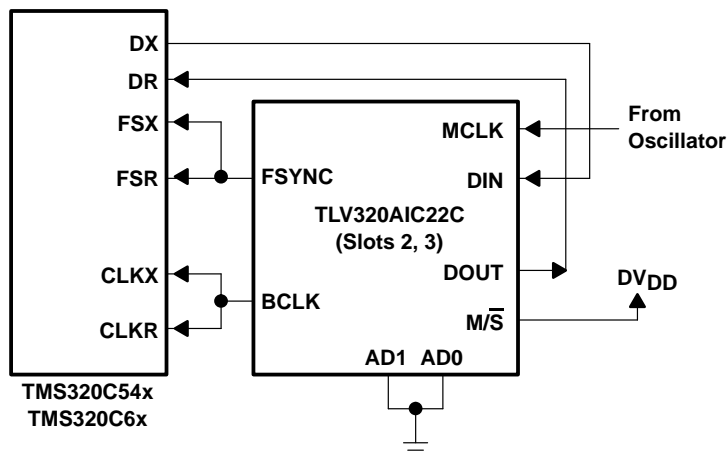 DX
DR
FSX
FSR
CLKX
CLKR
TMS320C54x
TMS320C6x
FSYNC
BCLK
MCLK
DIN
TLV320AIC22C
(Slots 2, 3)
DOUT
M/S̅
AD1 AD0
From
Oscillator
DVDD